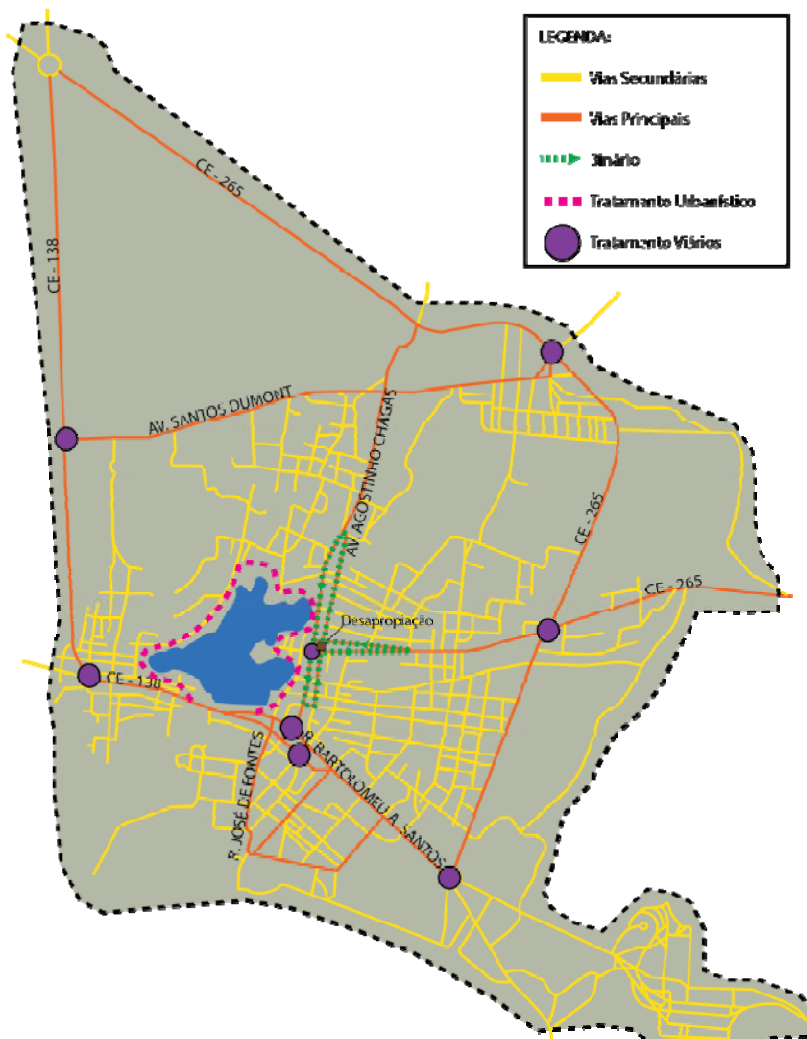 LEGENDA:
Vias Secundárias
Vias Principais
Binário
Tratamento Urbanístico
Tratamento Viários
CE - 265
CE - 138
AV. SANTOS DUMONT
AV. AGOSTINHO CHAGAS
CE - 265
CE - 265
Desapropiação
CE - 138
R. BARTOLOMEU A. SANTOS
R. JOSÉ DE FONTES